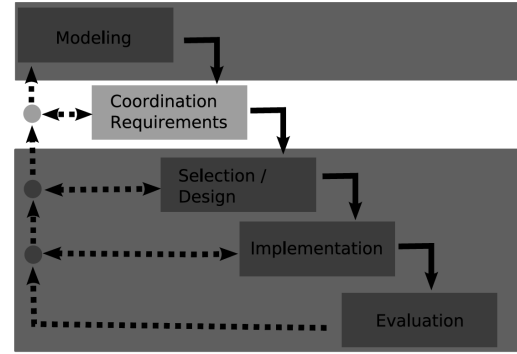 Modeling
Coordination
Requirements
Selection /
Design
Implementation
Evaluation